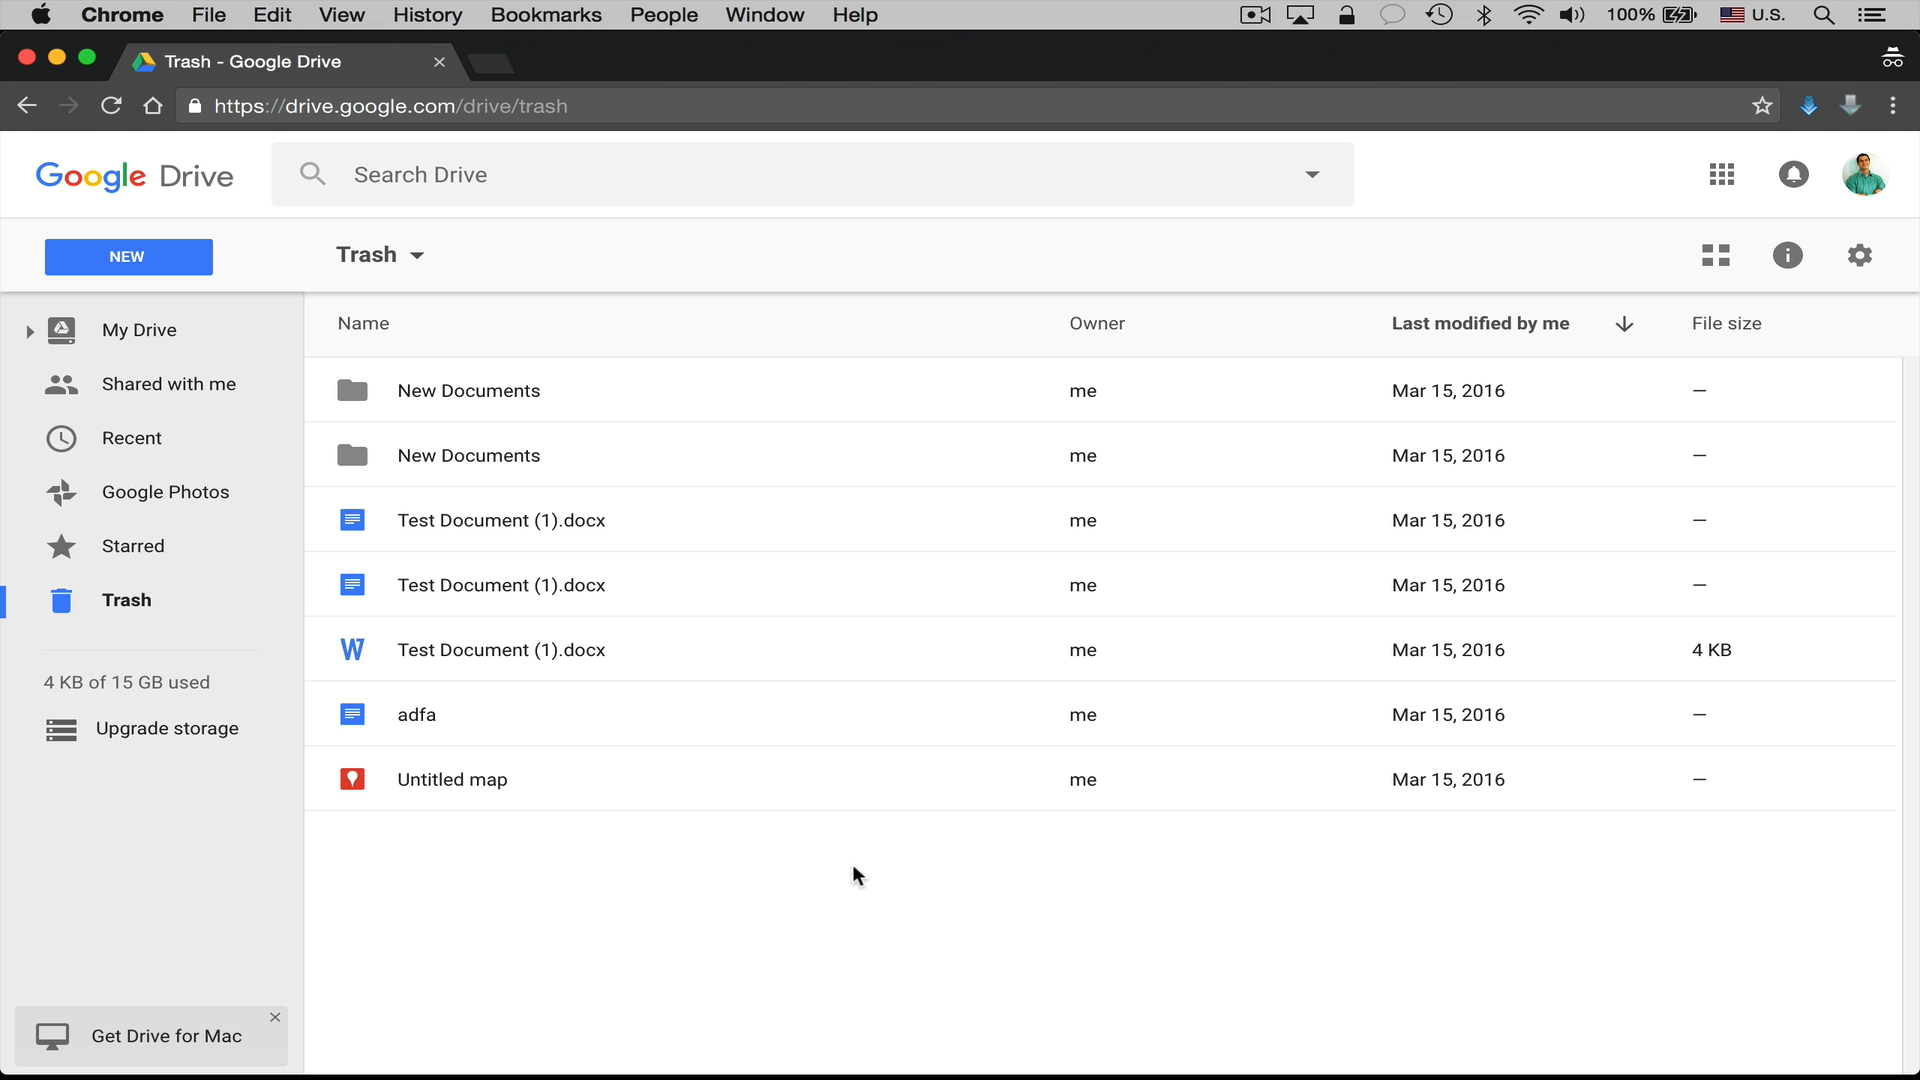 Chrome File Edit View History Bookmarks People Window Help 100% U.S.
Trash - Google Drive
https://drive.google.com/drive/trash
Google Drive Search Drive
NEW Trash
Name Owner Last modified by me File size
My Drive
Shared with me
Recent
Google Photos
Starred
Trash
4 KB of 15 GB used
Upgrade storage
Get Drive for Mac
New Documents me Mar 15, 2016 —
New Documents me Mar 15, 2016 —
Test Document (1).docx me Mar 15, 2016 —
Test Document (1).docx me Mar 15, 2016 —
W Test Document (1).docx me Mar 15, 2016 4 KB
adfa me Mar 15, 2016 —
Untitled map me Mar 15, 2016 —